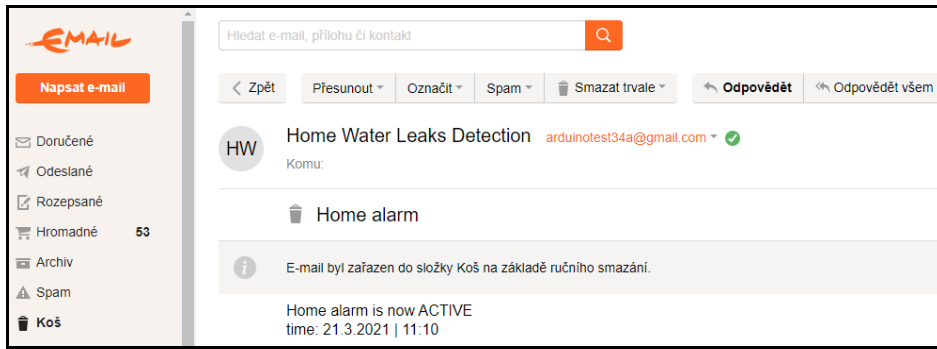 EMAIL
Hledat e-mail, přílohu či kontakt
Napsat e-mail
Zpět
Přesunout
Označit
Spam
Smazat trvale
Odpovědět
Odpovědět všem
Doručené
Odeslané
Rozepsané
Hromadné 53
Archiv
Spam
Koš
HW
Home Water Leaks Detection arduinotest34a@gmail.com
Komu:
Home alarm
E-mail byl zařazen do složky Koš na základě ručního smazání.
Home alarm is now ACTIVE
time: 21.3.2021 | 11:10